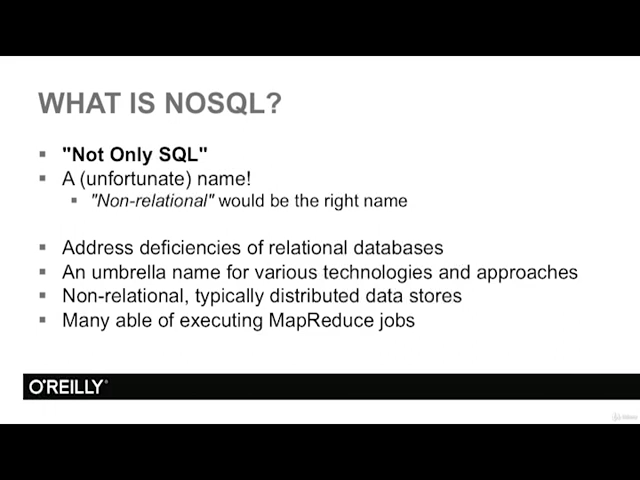 WHAT IS NOSQL?
▪ "Not Only SQL"
▪ A (unfortunate) name!
▪ "Non-relational" would be the right name
▪ Address deficiencies of relational databases
▪ An umbrella name for various technologies and approaches
▪ Non-relational, typically distributed data stores
▪ Many able of executing MapReduce jobs
O'REILLY®